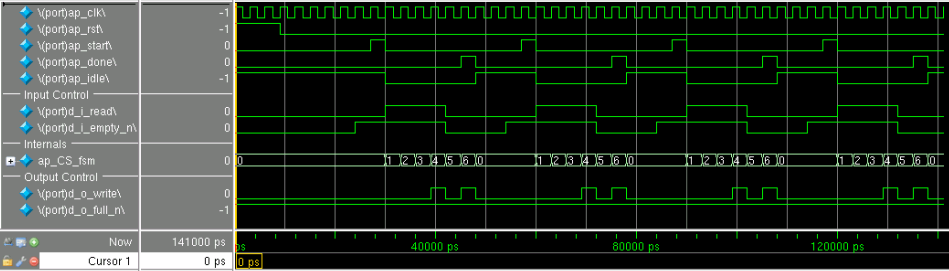 \(port)ap_clk\ -1
\(port)ap_rst\ -1
\(port)ap_start\ 0
\(port)ap_done\ 0
\(port)ap_idle\ -1
Input Control
\(port)d_i_read\ 0
\(port)d_i_empty_n\ 0
Internals
ap_CS_fsm 0 0 1 2 3 4 5 6 0 1 2 3 4 5 6 0 1 2 3 4 5 6 0 1 2 3 4 5 6 0
Output Control
\(port)d_o_write\ 0
\(port)d_o_full_n\ -1
Now 141000 ps ps 40000 ps 80000 ps 120000 ps
Cursor 1 0 ps 0 ps